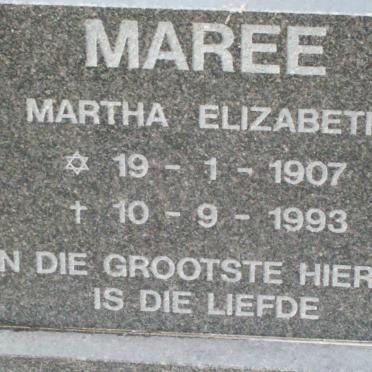 MAREE
MARTHA ELIZABETH
✡ 19 - 1 - 1907
† 10 - 9 - 1993
N DIE GROOTSTE HIER
IS DIE LIEFDE